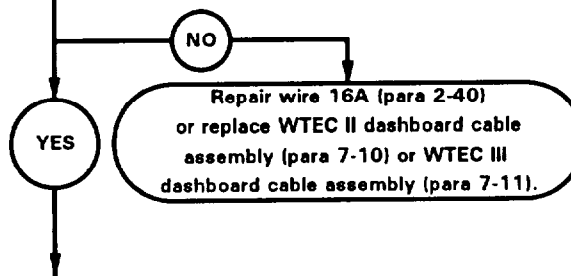 NO
YES
Repair wire 16A (para 2-40)
or replace WTEC II dashboard cable
assembly (para 7-10) or WTEC III
dashboard cable assembly (para 7-11).